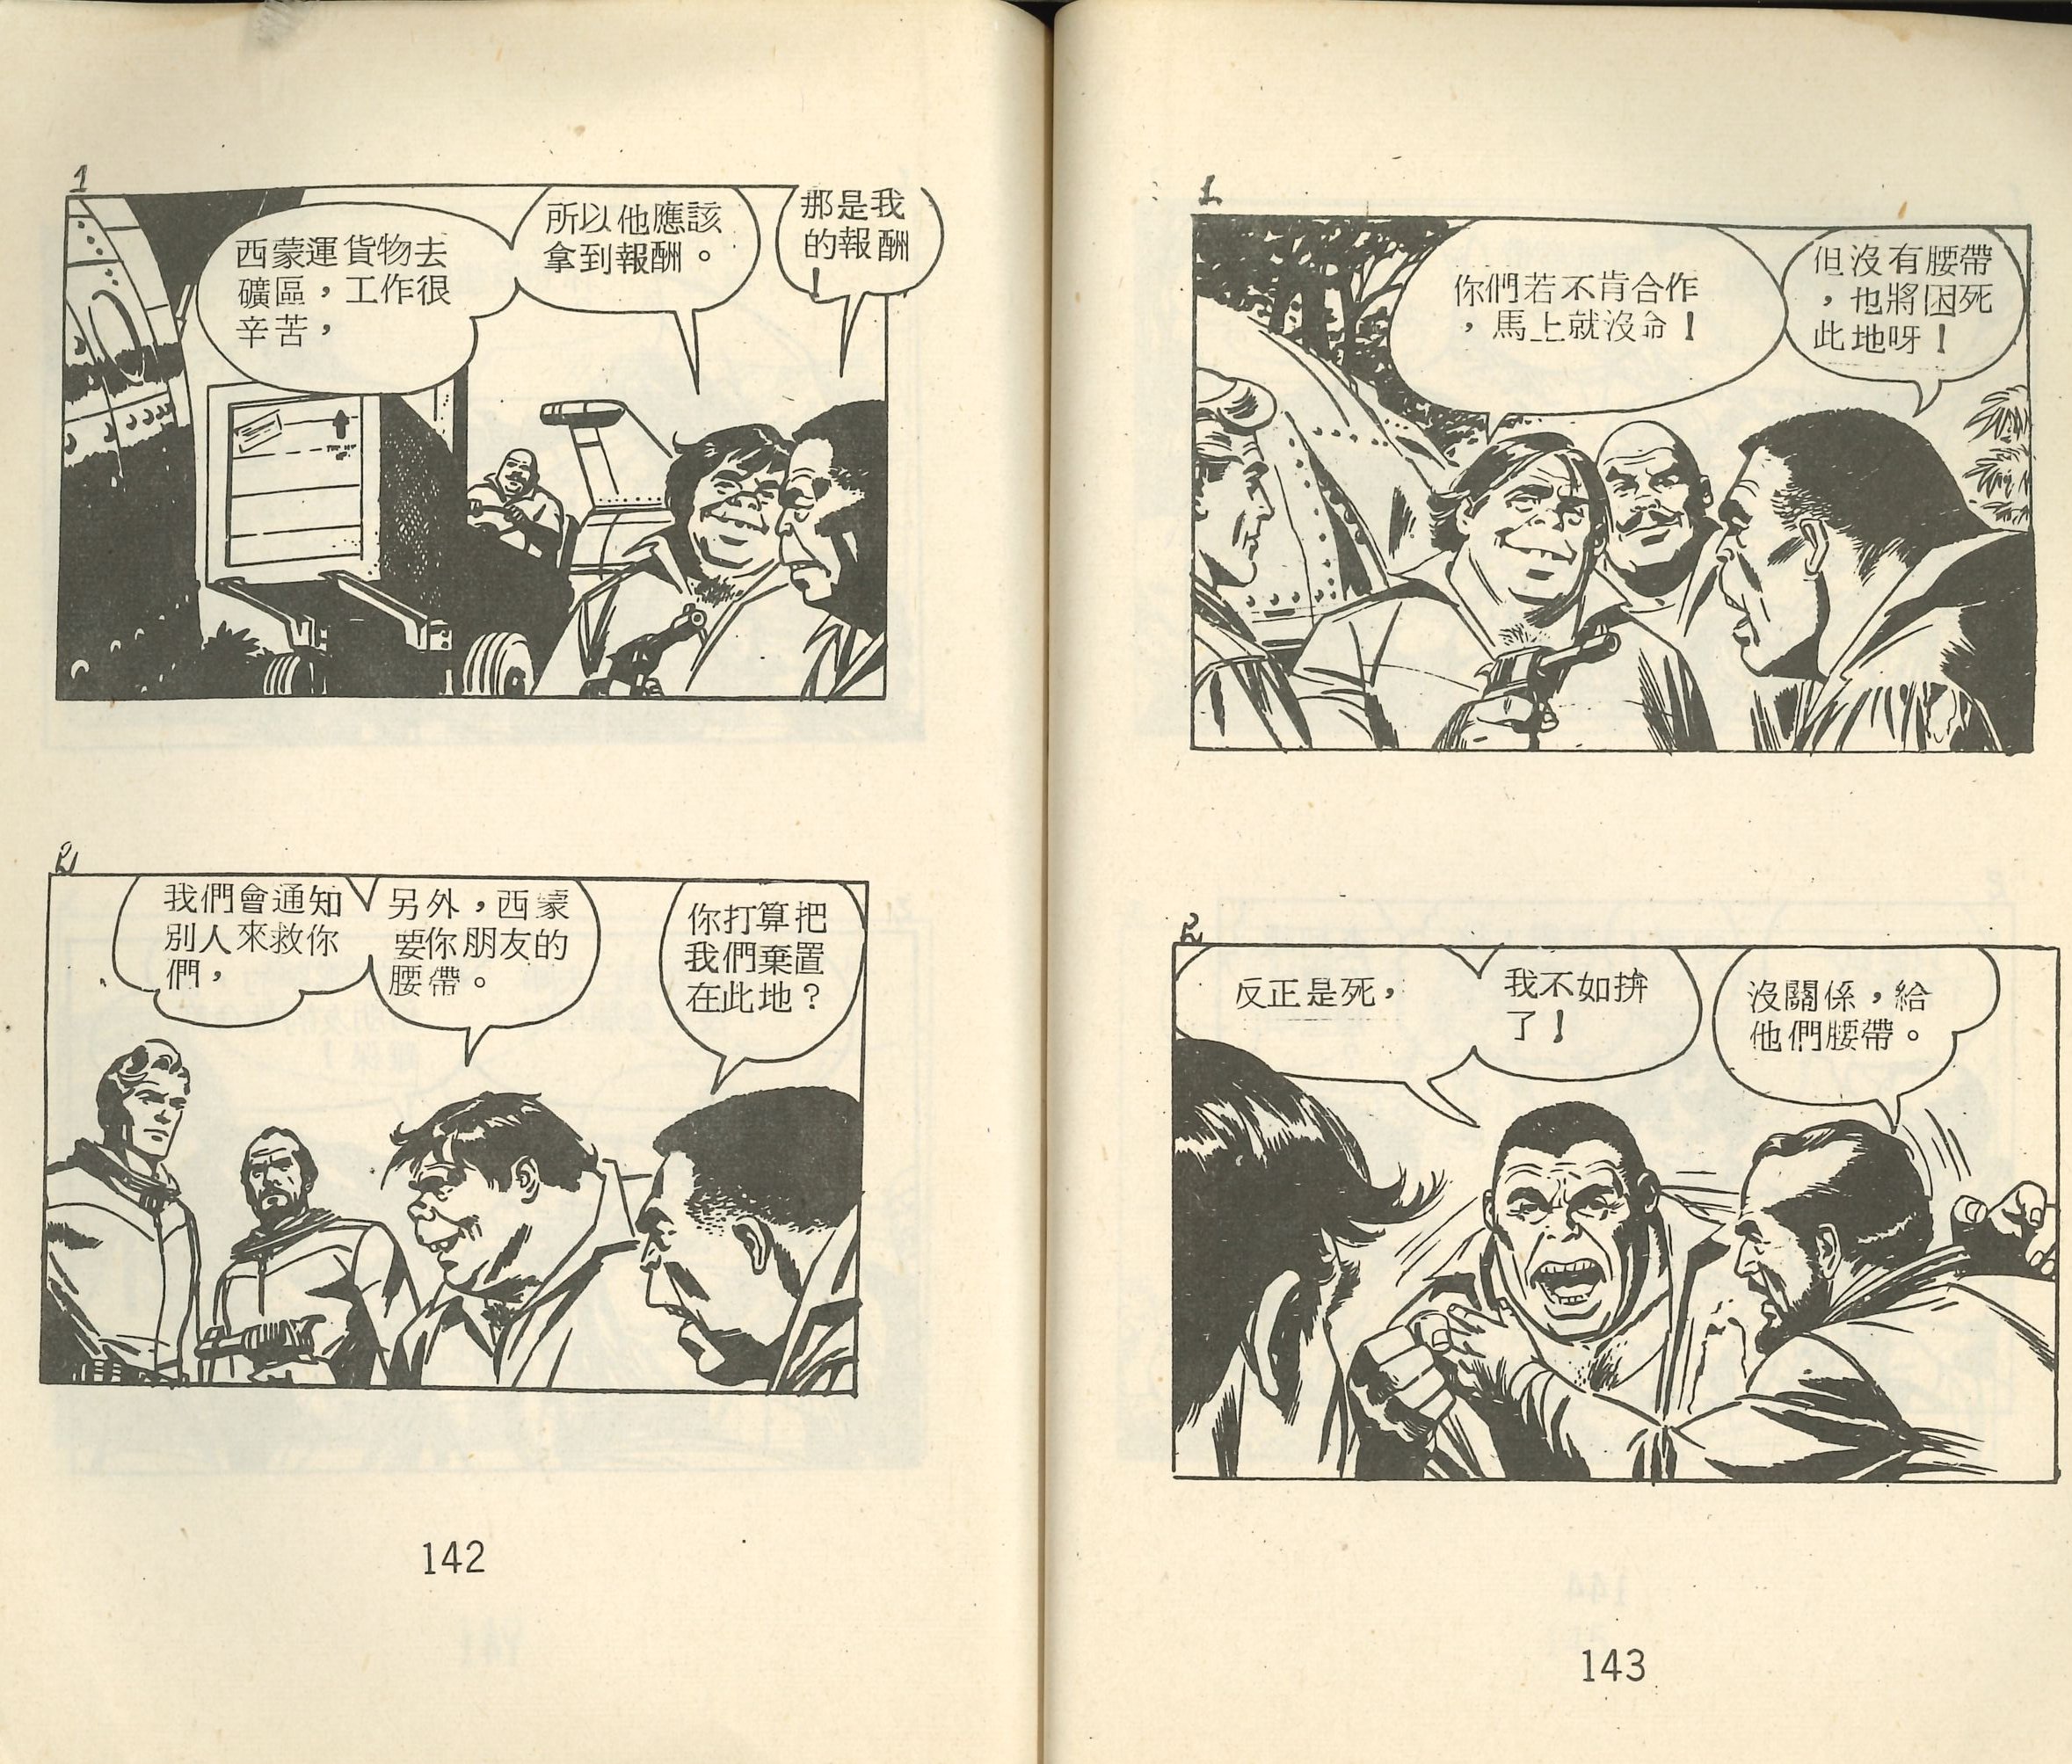 1
西蒙運貨物去
礦區，工作很
辛苦，
所以他應該
拿到報酬。
那是我
的報酬
！
2
我們會通知
別人來救你
們，
另外，西蒙
要你朋友的
腰帶。
你打算把
我們棄置
在此地？
142
1
你們若不肯合作
，馬上就沒命！
但沒有腰帶
，也將困死
此地呀！
2
反正是死，
我不如拚
了！
沒關係，給
他們腰帶。
143